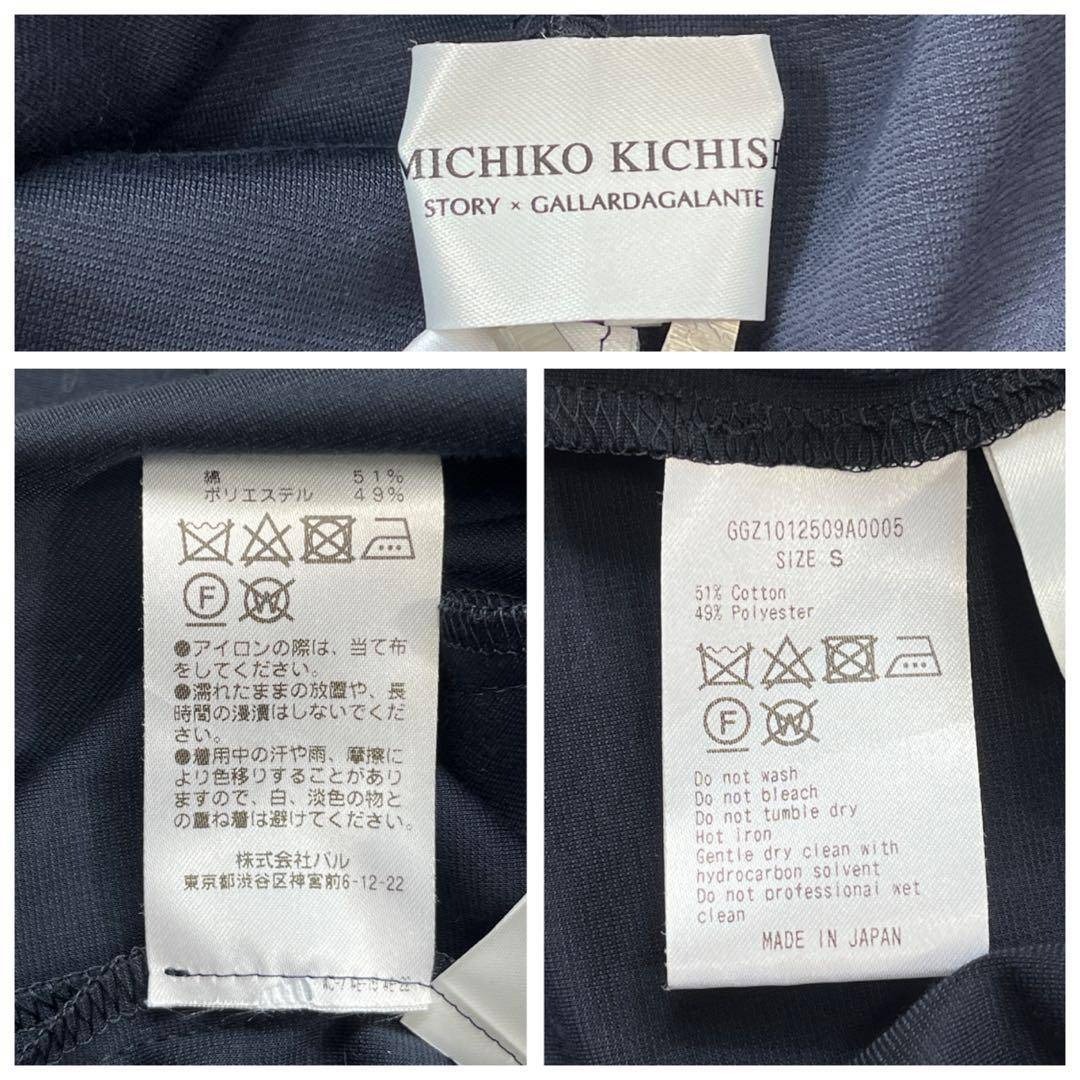 MICHIKO KICHISE
STORY × GALLARDAGALANTE
綿 51%
ポリエステル 49%
F W
●アイロンの際は、当て布
をしてください。
●濡れたままの放置や、長
時間の浸漬はしないでくだ
さい。
●着用中の汗や雨、摩擦に
より色移りすることがあり
ますので、白、淡色の物と
の重ね着は避けてください。
株式会社パル
東京都渋谷区神宮前6-12-22
GGZ1012509A0005
SIZE S
51% Cotton
49% Polyester
F W
Do not wash
Do not bleach
Do not tumble dry
Hot iron
Gentle dry clean with
hydrocarbon solvent
Do not professional wet
clean
MADE IN JAPAN